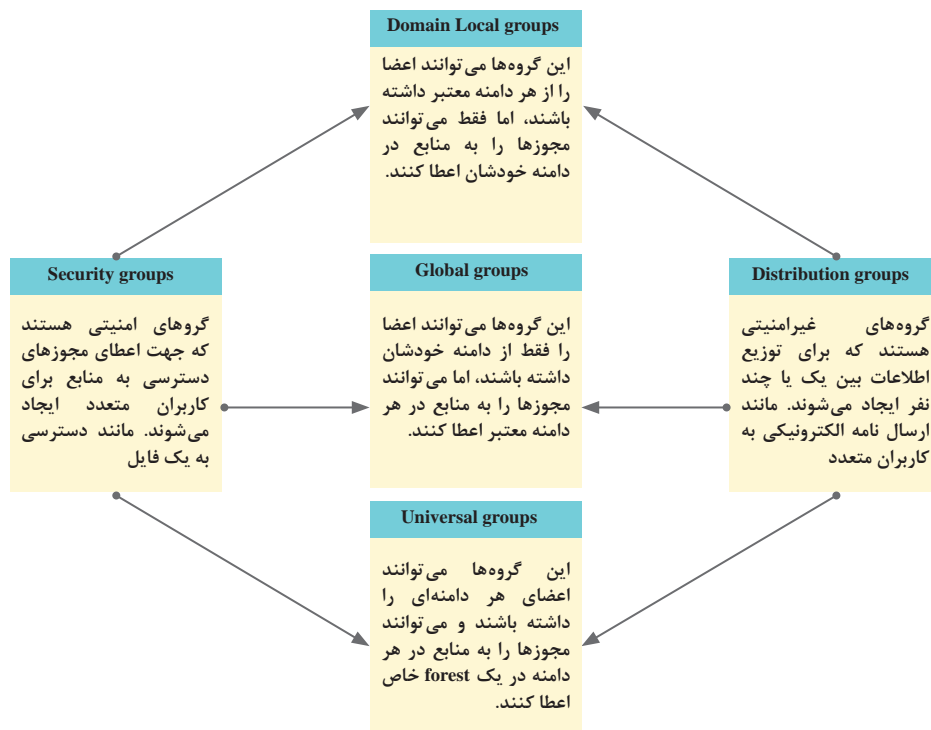 Domain Local groups
این گروه‌ها می‌توانند اعضا
را از هر دامنه معتبر داشته
باشند، اما فقط می‌توانند
مجوزها را به منابع در
دامنه خودشان اعطا کنند.
Security groups
گروهای امنیتی هستند
که جهت اعطای مجوزهای
دسترسی به منابع برای
کاربران متعدد ایجاد
می‌شوند. مانند دسترسی
به یک فایل
Global groups
این گروه‌ها می‌توانند اعضا
را فقط از دامنه خودشان
داشته باشند، اما می‌توانند
مجوزها را به منابع در هر
دامنه معتبر اعطا کنند.
Distribution groups
گروه‌های غیرامنیتی
هستند که برای توزیع
اطلاعات بین یک یا چند
نفر ایجاد می‌شوند. مانند
ارسال نامه الکترونیکی به
کاربران متعدد
Universal groups
این گروه‌ها می‌توانند
اعضای هر دامنه‌ای را
داشته باشند و می‌توانند
مجوزها را به منابع در هر
دامنه در یک forest خاص
اعطا کنند.